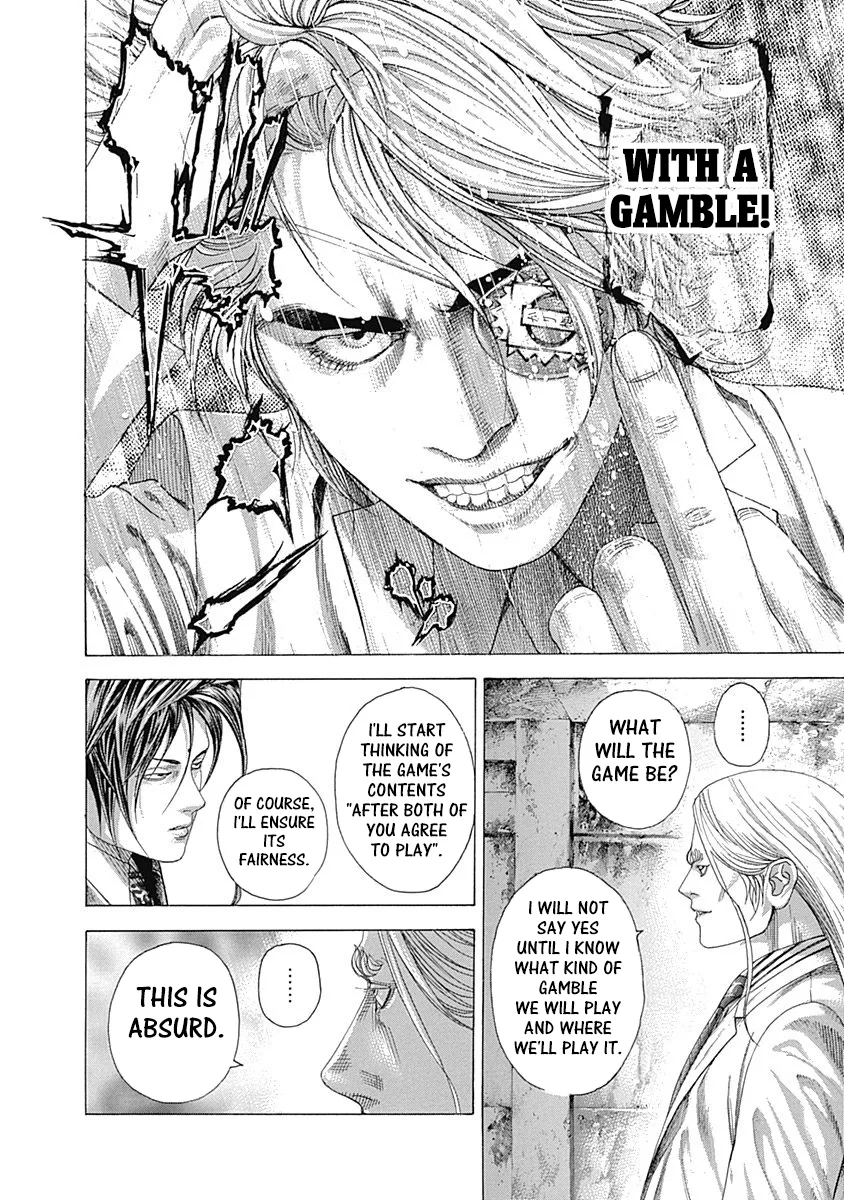 WITH A
GAMBLE!
......
WHAT
WILL THE
GAME BE?
I WILL NOT
SAY YES
UNTIL I KNOW
WHAT KIND OF
GAMBLE
WE WILL PLAY
AND WHERE
WE'LL PLAY IT.
I'LL START
THINKING OF
THE GAME'S
CONTENTS
"AFTER BOTH OF
YOU AGREE
TO PLAY".
OF COURSE,
I'LL ENSURE
ITS
FAIRNESS.
......
THIS IS
ABSURD.